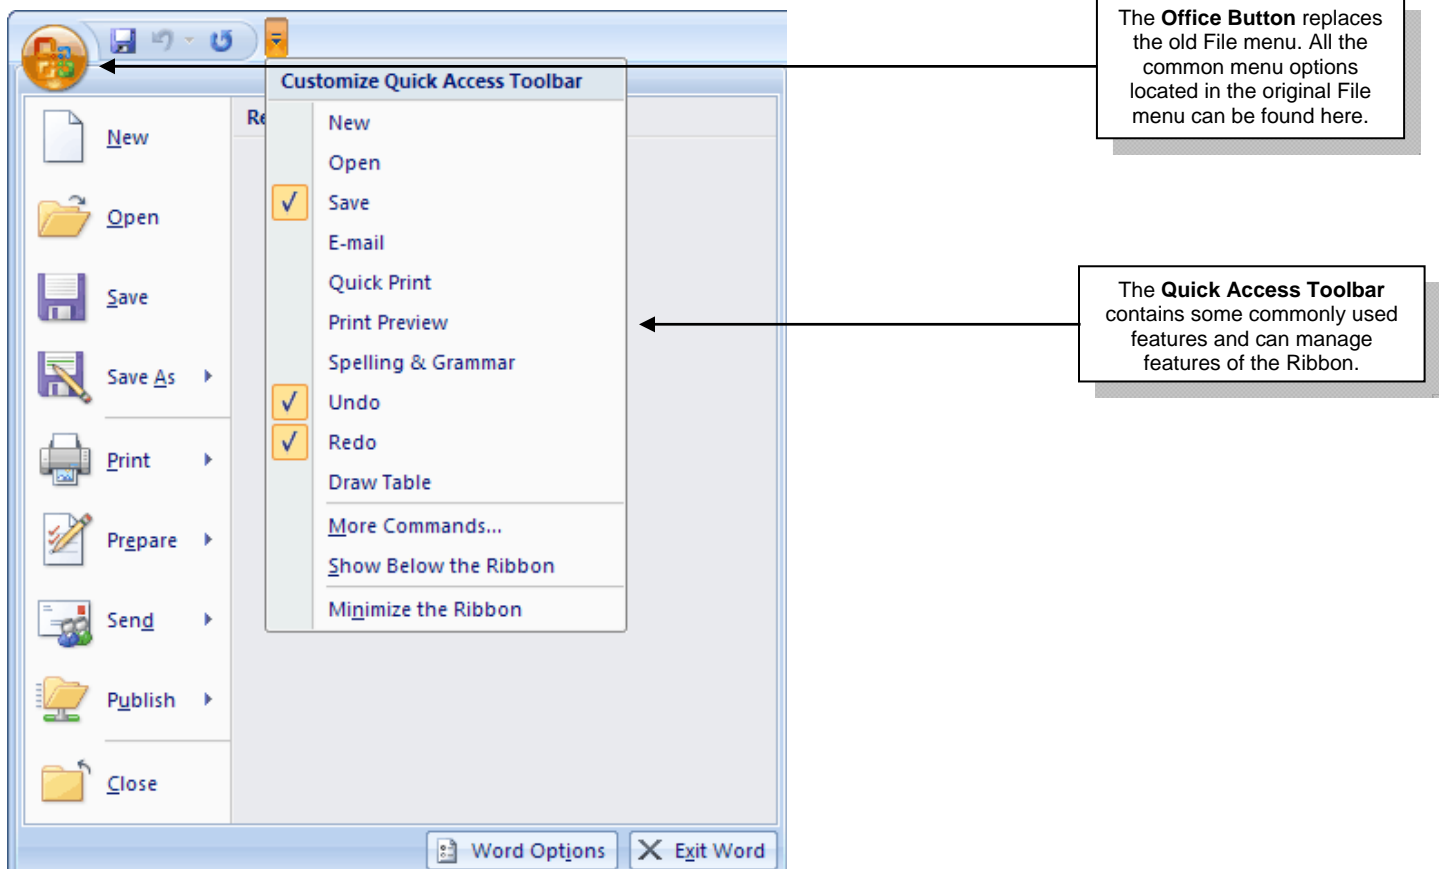 The Office Button replaces
the old File menu. All the
common menu options
located in the original File
menu can be found here.
Customize Quick Access Toolbar
New
Open
Save
E-mail
Quick Print
Print Preview
Spelling & Grammar
Undo
Redo
Draw Table
More Commands...
Show Below the Ribbon
Minimize the Ribbon
The Quick Access Toolbar
contains some commonly used
features and can manage
features of the Ribbon.
New
Open
Save
Save As
Print
Prepare
Send
Publish
Close
Word Options
Exit Word